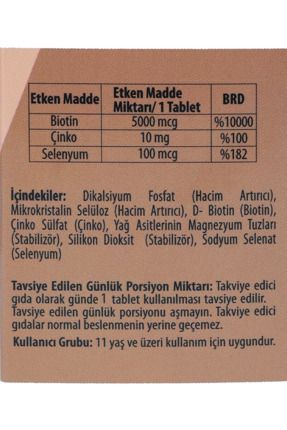 Etken Madde Etken Madde Miktarı/ 1 Tablet BRD
Biotin 5000 mcg %10000
Çinko 10 mg %100
Selenyum 100 mcg %182
İçindekiler: Dikalsiyum Fosfat (Hacim Artırıcı),
Mikrokristalin Selüloz (Hacim Artırıcı), D- Biotin (Biotin),
Çinko Sülfat (Çinko), Yağ Asitlerinin Magnezyum Tuzları
(Stabilizör), Silikon Dioksit (Stabilizör), Sodyum Selenat
(Selenyum)
Tavsiye Edilen Günlük Porsiyon Miktarı: Takviye edici
gıda olarak günde 1 tablet kullanılması tavsiye edilir.
Tavsiye edilen günlük porsiyonu aşmayın. Takviye edici
gıdalar normal beslenmenin yerine geçemez.
Kullanıcı Grubu: 11 yaş ve üzeri kullanım için uygundur.